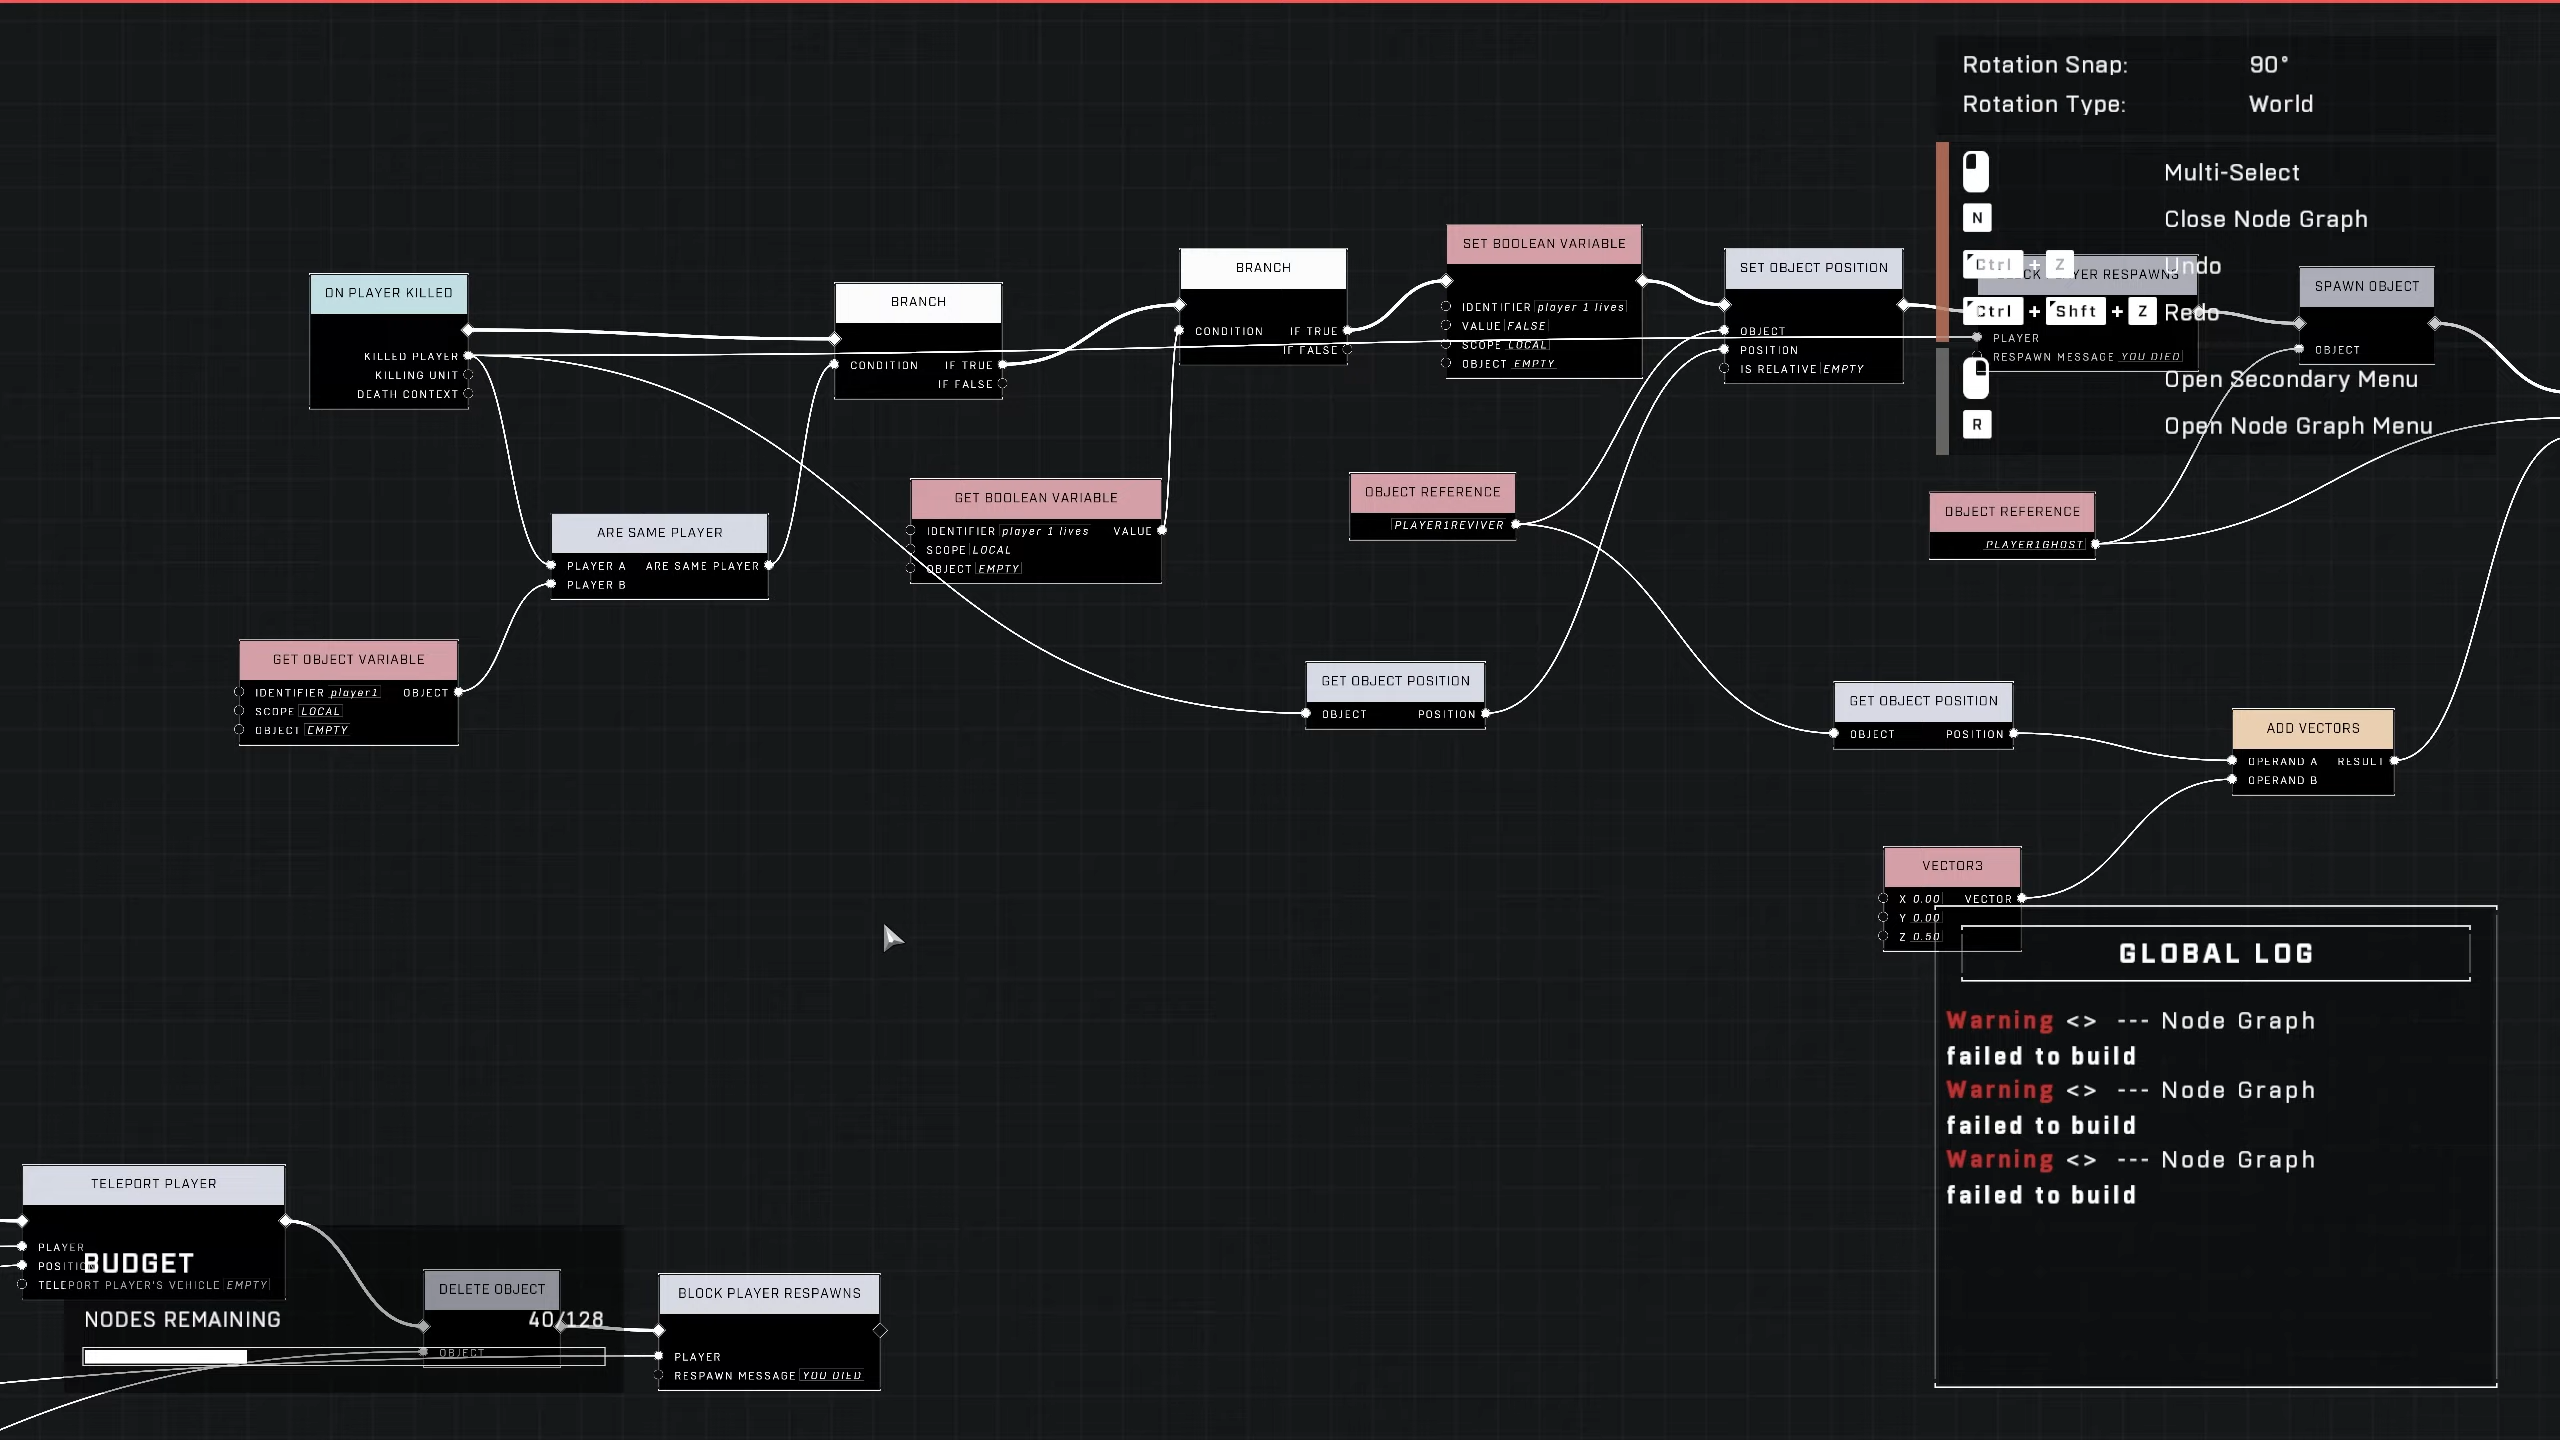 Rotation Snap: 90°
Rotation Type: World
Multi-Select
N Close Node Graph
Ctrl + Z Undo
Ctrl + Shft + Z Redo
Open Secondary Menu
R Open Node Graph Menu
ON PLAYER KILLED
KILLED PLAYER
KILLING UNIT
DEATH CONTEXT
BRANCH
CONDITION IF TRUE
IF FALSE
BRANCH
CONDITION IF TRUE
IF FALSE
SET BOOLEAN VARIABLE
IDENTIFIER player 1 lives
VALUE FALSE
SCOPE LOCAL
OBJECT EMPTY
SET OBJECT POSITION
OBJECT
POSITION
IS RELATIVE EMPTY
PLAYER RESPAWNS
PLAYER
RESPAWN MESSAGE YOU DIED
SPAWN OBJECT
OBJECT
ARE SAME PLAYER
PLAYER A ARE SAME PLAYER
PLAYER B
GET BOOLEAN VARIABLE
IDENTIFIER player 1 lives VALUE
SCOPE LOCAL
OBJECT EMPTY
OBJECT REFERENCE
PLAYER1REVIVER
OBJECT REFERENCE
PLAYER1GHOST
GET OBJECT VARIABLE
IDENTIFIER player1 OBJECT
SCOPE LOCAL
OBJECT EMPTY
GET OBJECT POSITION
OBJECT POSITION
GET OBJECT POSITION
OBJECT POSITION
ADD VECTORS
OPERAND A RESULT
OPERAND B
VECTOR3
X 0.00 VECTOR
Y 0.00
Z 0.50
GLOBAL LOG
Warning <> --- Node Graph
failed to build
Warning <> --- Node Graph
failed to build
Warning <> --- Node Graph
failed to build
TELEPORT PLAYER
PLAYER
POSITION
TELEPORT PLAYER'S VEHICLE EMPTY
BUDGET
NODES REMAINING 40/128
DELETE OBJECT
OBJECT
BLOCK PLAYER RESPAWNS
PLAYER
RESPAWN MESSAGE YOU DIED